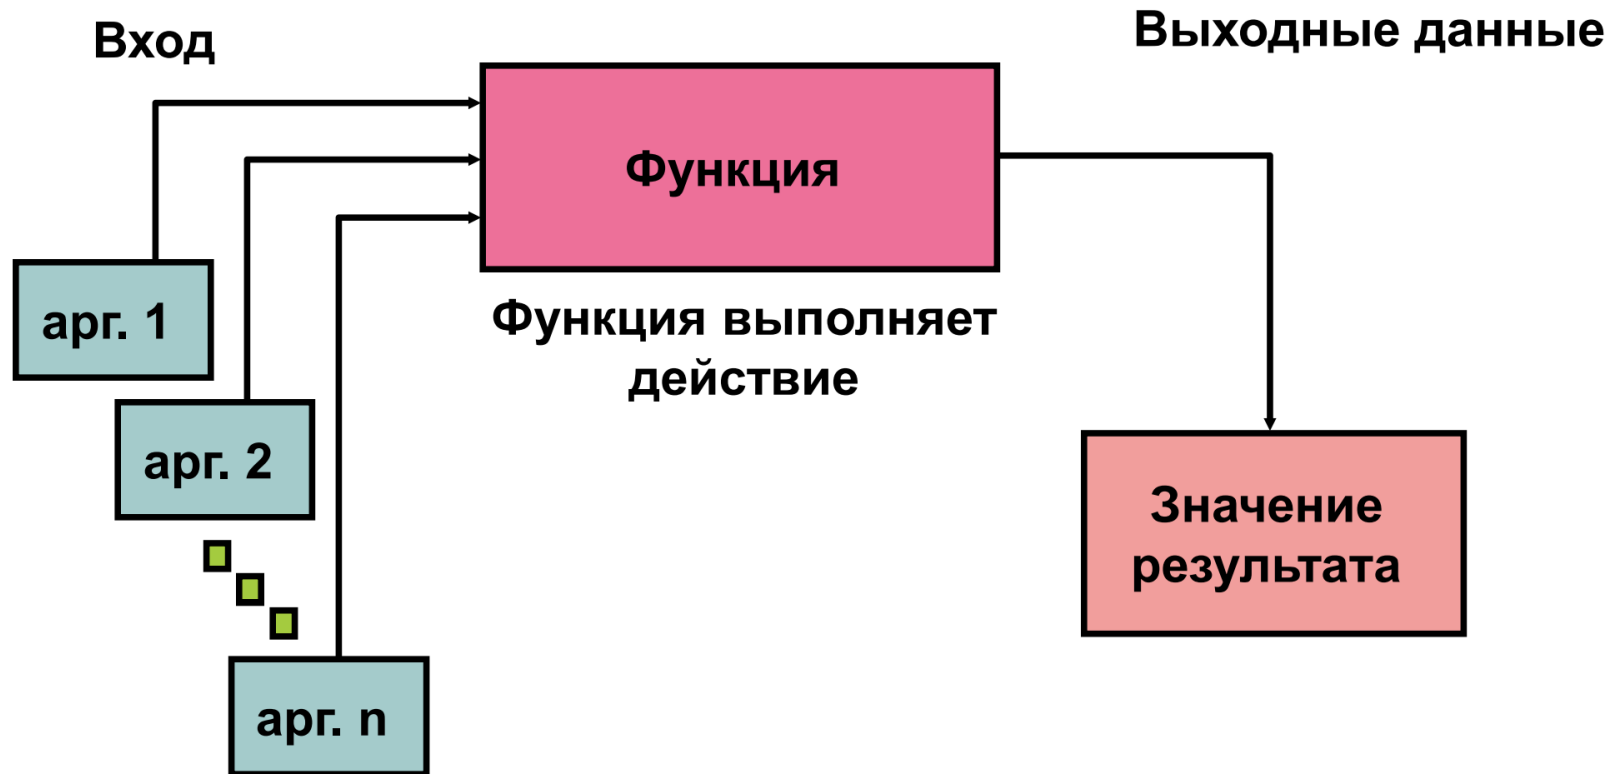 Вход
Выходные данные
Функция
Функция выполняет
действие
арг. 1
арг. 2
арг. n
Значение
результата